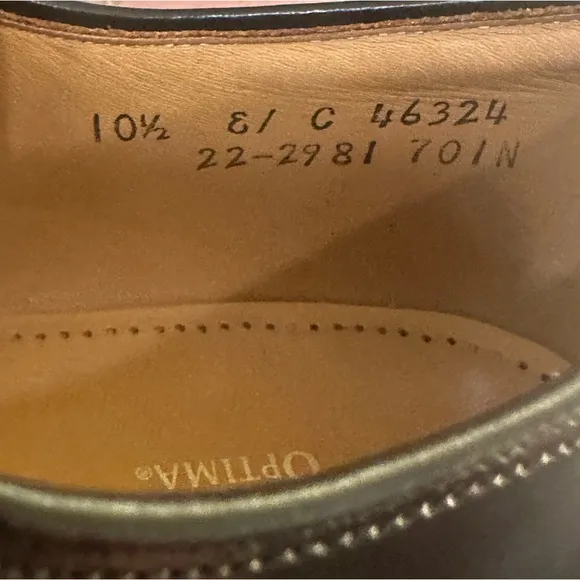 10½ E/ C 46324
22-2981 701N
OPTIMA®